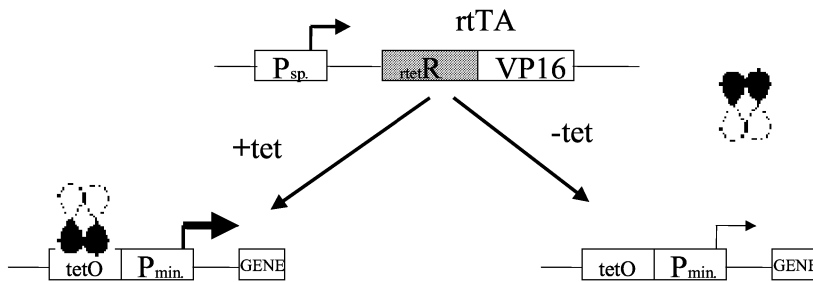 rtTA
Psp. rtetR VP16
+tet -tet
tetO Pmin. GENE tetO Pmin. GENE